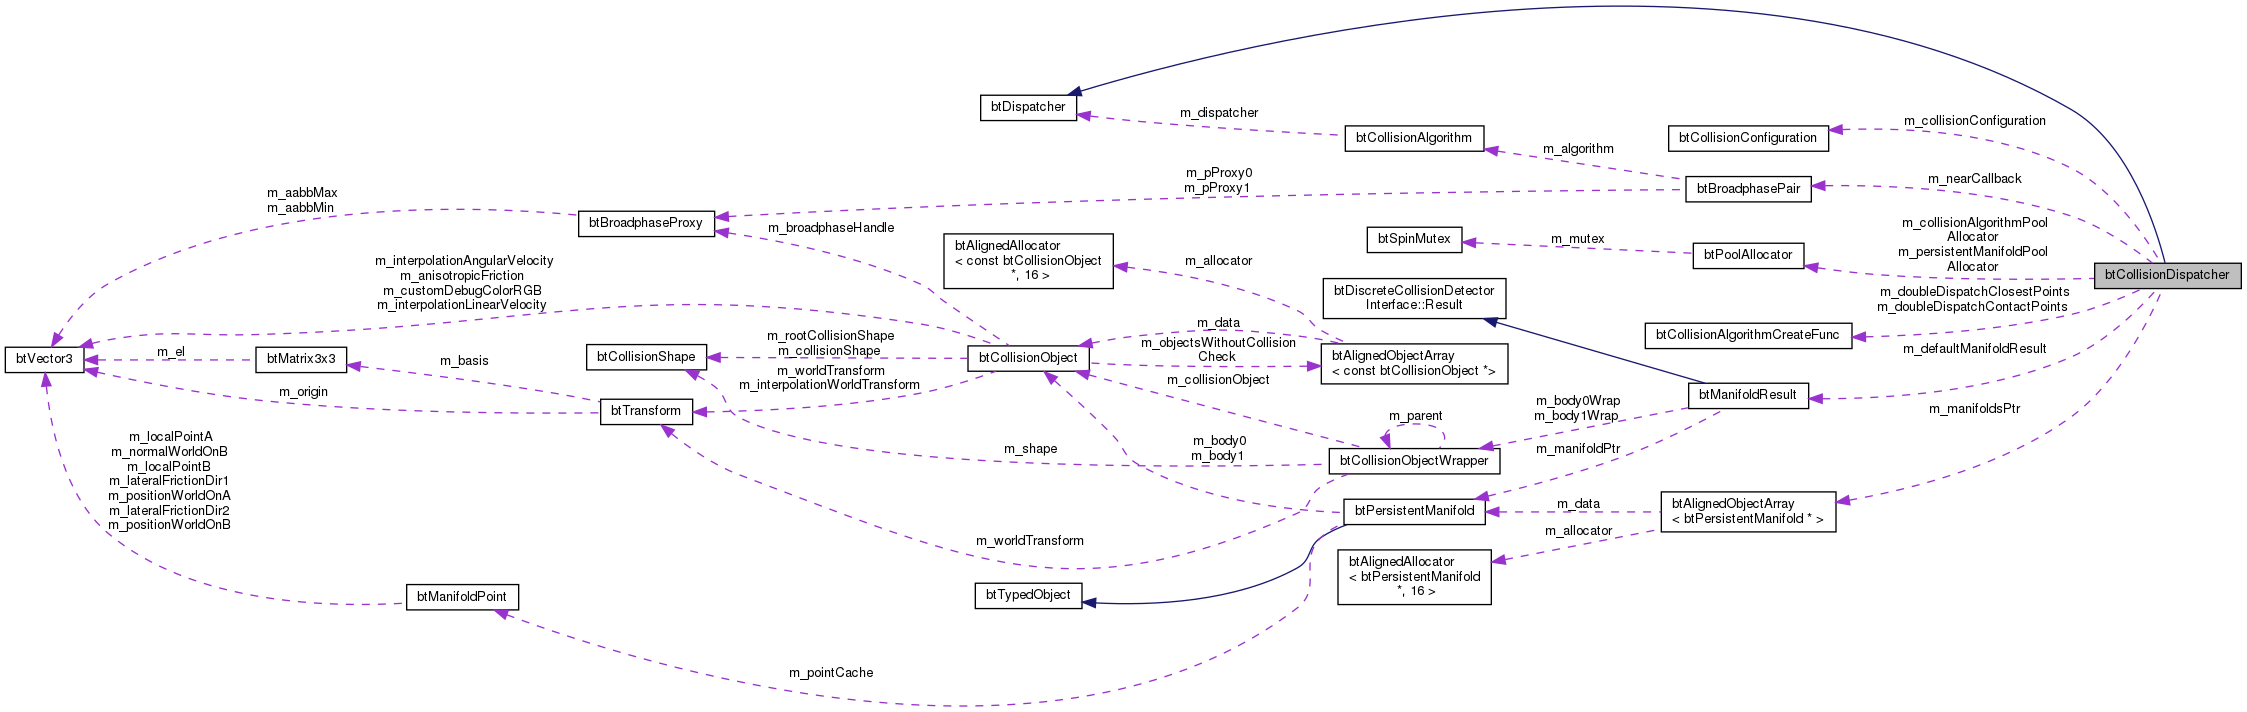 btDispatcher
m_dispatcher
btCollisionAlgorithm
m_algorithm
btCollisionConfiguration
m_collisionConfiguration
m_pProxy0
m_pProxy1
btBroadphasePair
m_nearCallback
m_aabbMax
m_aabbMin
btBroadphaseProxy
m_broadphaseHandle
btAlignedAllocator
< const btCollisionObject
*, 16 >
m_allocator
btSpinMutex
m_mutex
btPoolAllocator
m_collisionAlgorithmPool
Allocator
m_persistentManifoldPool
Allocator
btCollisionDispatcher
m_interpolationAngularVelocity
m_anisotropicFriction
m_customDebugColorRGB
m_interpolationLinearVelocity
btDiscreteCollisionDetector
Interface::Result
m_doubleDispatchClosestPoints
m_doubleDispatchContactPoints
btCollisionAlgorithmCreateFunc
m_defaultManifoldResult
btVector3
m_el
btMatrix3x3
m_basis
m_origin
btCollisionShape
m_rootCollisionShape
m_collisionShape
m_worldTransform
m_interpolationWorldTransform
btTransform
btCollisionObject
m_data
m_objectsWithoutCollision
Check
m_collisionObject
btAlignedObjectArray
< const btCollisionObject *>
btManifoldResult
m_body0Wrap
m_body1Wrap
m_manifoldPtr
m_manifoldsPtr
m_parent
btCollisionObjectWrapper
m_shape
m_body0
m_body1
m_localPointA
m_normalWorldOnB
m_localPointB
m_lateralFrictionDir1
m_positionWorldOnA
m_lateralFrictionDir2
m_positionWorldOnB
btPersistentManifold
m_data
m_allocator
btAlignedObjectArray
< btPersistentManifold * >
m_worldTransform
btAlignedAllocator
< btPersistentManifold
*, 16 >
btTypedObject
btManifoldPoint
m_pointCache